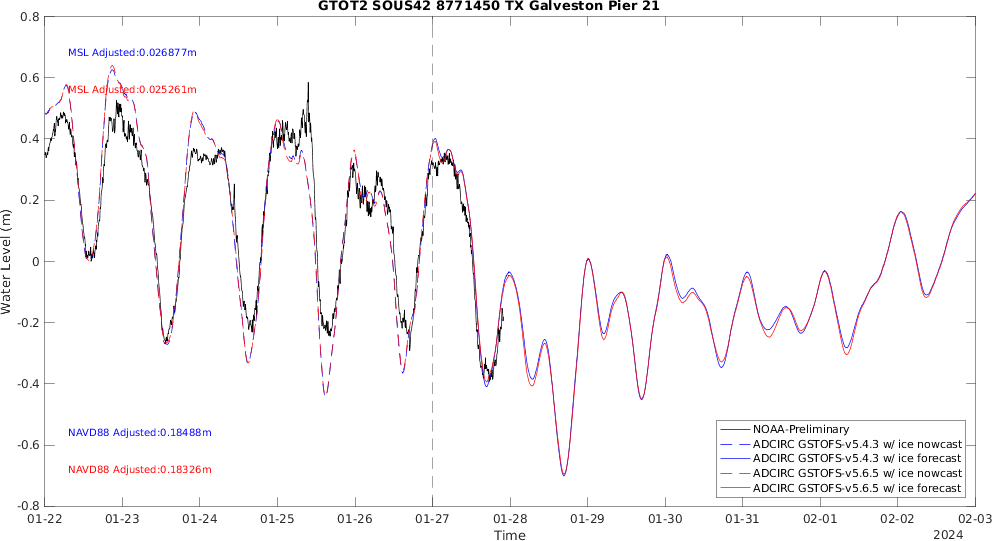 GTOT2 SOUS42 8771450 TX Galveston Pier 21
0.8
0.6
0.4
0.2
0
-0.2
-0.4
-0.6
-0.8
Water Level (m)
MSL Adjusted:0.026877m
MSL Adjusted:0.025261m
NAVD88 Adjusted:0.18488m
NAVD88 Adjusted:0.18326m
NOAA-Preliminary
ADCIRC GSTOFS-v5.4.3 w/ ice nowcast
ADCIRC GSTOFS-v5.4.3 w/ ice forecast
ADCIRC GSTOFS-v5.6.5 w/ ice nowcast
ADCIRC GSTOFS-v5.6.5 w/ ice forecast
01-22 01-23 01-24 01-25 01-26 01-27 01-28 01-29 01-30 01-31 02-01 02-02 02-03
Time
2024